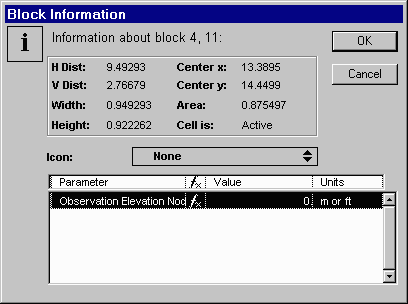 Block Information
Information about block 4, 11:
OK
Cancel
H Dist: 9.49293 Center x: 13.3895
V Dist: 2.76679 Center y: 14.4499
Width: 0.949293 Area: 0.875497
Height: 0.922262 Cell is: Active
Icon: None
Parameter fx Value Units
Observation Elevation Nod fx 0 m or ft